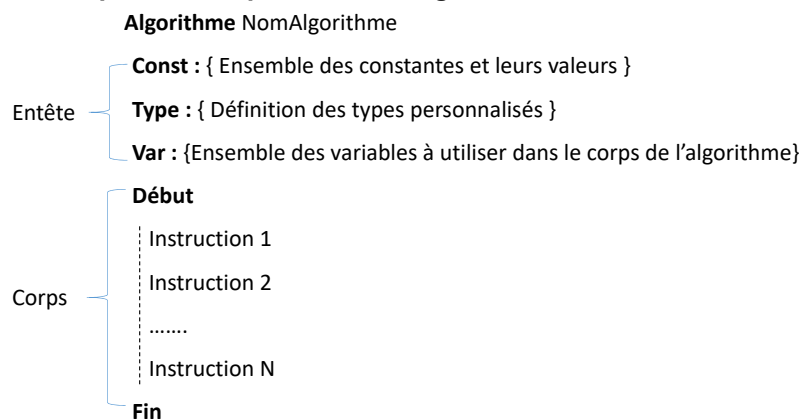 Algorithme NomAlgorithme
Const : { Ensemble des constantes et leurs valeurs }
Entête
Type : { Définition des types personnalisés }
Var : {Ensemble des variables à utiliser dans le corps de l’algorithme}
Début
Instruction 1
Instruction 2
Corps
…….
Instruction N
Fin